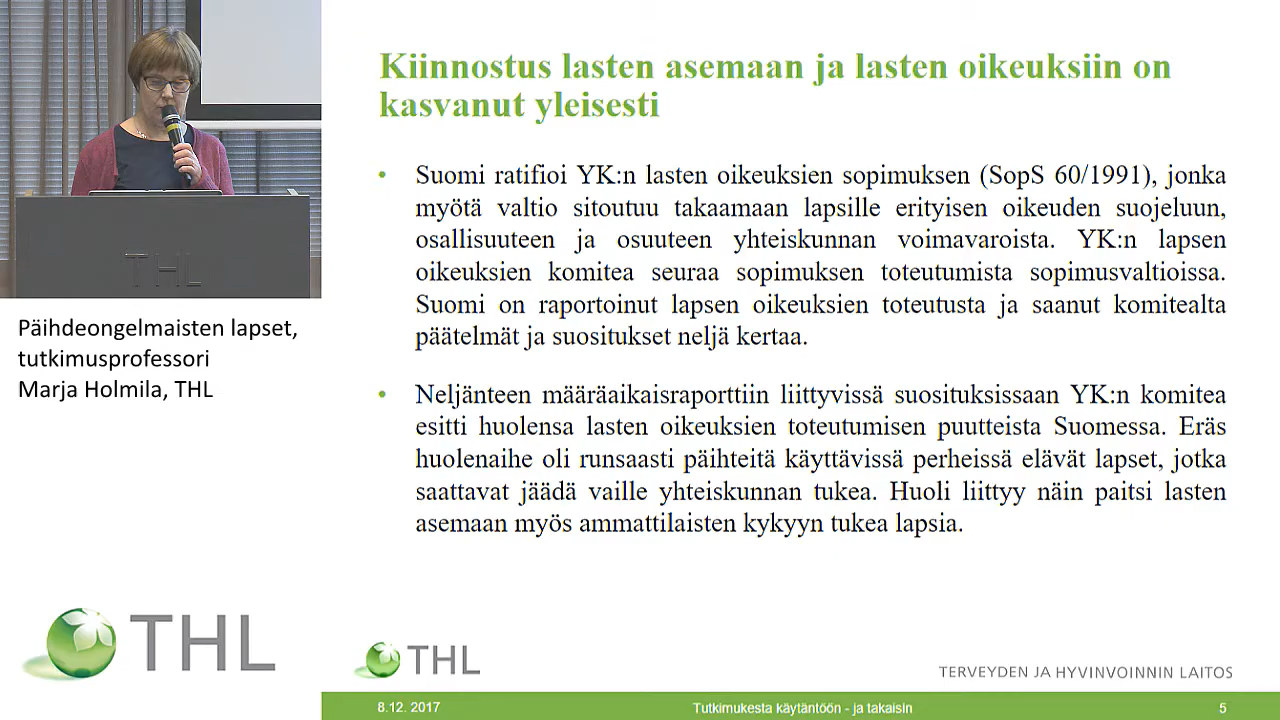 THL
Päihdeongelmaisten lapset,
tutkimusprofessori
Marja Holmila, THL
THL
Kiinnostus lasten asemaan ja lasten oikeuksiin on
kasvanut yleisesti
• Suomi ratifioi YK:n lasten oikeuksien sopimuksen (SopS 60/1991), jonka
myötä valtio sitoutuu takaamaan lapsille erityisen oikeuden suojeluun,
osallisuuteen ja osuuteen yhteiskunnan voimavaroista. YK:n lapsen
oikeuksien komitea seuraa sopimuksen toteutumista sopimusvaltioissa.
Suomi on raportoinut lapsen oikeuksien toteutusta ja saanut komitealta
päätelmät ja suositukset neljä kertaa.
• Neljänteen määräaikaisraporttiin liittyvissä suosituksissaan YK:n komitea
esitti huolensa lasten oikeuksien toteutumisen puutteista Suomessa. Eräs
huolenaihe oli runsaasti päihteitä käyttävissä perheissä elävät lapset, jotka
saattavat jäädä vaille yhteiskunnan tukea. Huoli liittyy näin paitsi lasten
asemaan myös ammattilaisten kykyyn tukea lapsia.
THL
TERVEYDEN JA HYVINVOINNIN LAITOS
8.12. 2017
Tutkimukesta käytäntöön - ja takaisin
5